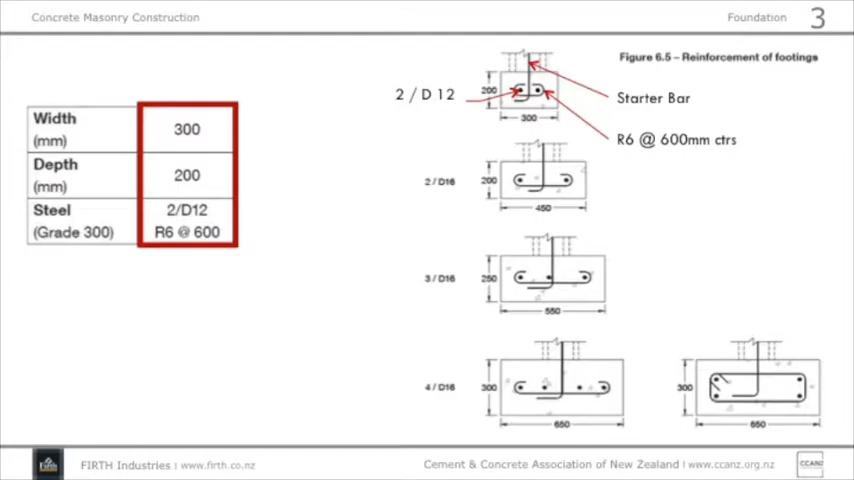 Concrete Masonry Construction
Foundation 3
Figure 6.5 – Reinforcement of footings
Width
(mm)
300
Depth
(mm)
200
Steel
(Grade 300)
2/D12
R6 @ 600
2 / D 12
200
300
Starter Bar
R6 @ 600mm ctrs
2 / D16
200
450
3 / D16
250
550
4 / D16
300
650
300
650
Firth
FIRTH Industries | www.firth.co.nz
Cement & Concrete Association of New Zealand | www.ccanz.org.nz
CCANZ